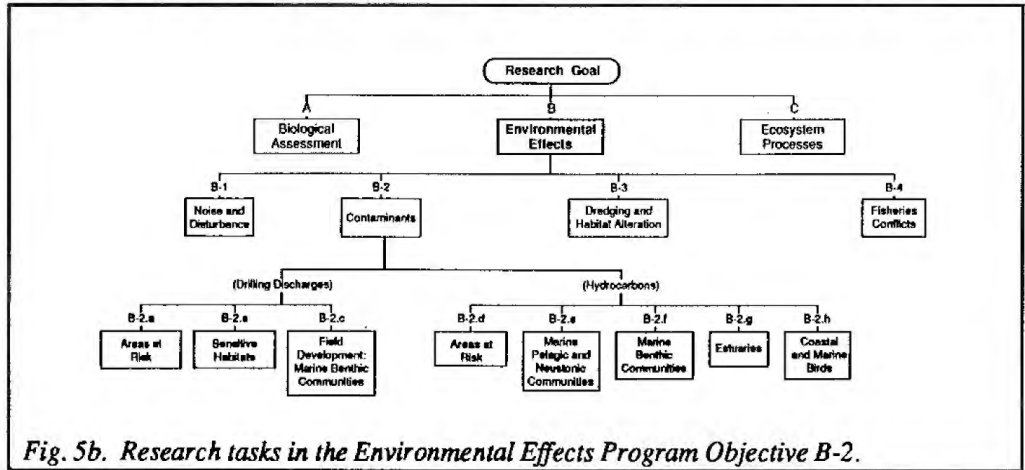 Research Goal
A
B
C
Biological
Assessment
Environmental
Effects
Ecosystem
Processes
B-1
B-2
B-3
B-4
Noise and
Disturbance
Contaminants
Dredging and
Habitat Alteration
Fisheries
Conflicts
(Drilling Discharges)
(Hydrocarbons)
B-2.a
B-2.a
B-2.c
B-2.d
B-2.e
B-2.f
B-2.g
B-2.h
Areas at
Risk
Sensitive
Habitats
Field
Development:
Marine Benthic
Communities
Areas at
Risk
Marine
Pelagic and
Neustonic
Communities
Marine
Benthic
Communities
Estuaries
Coastal
and Marine
Birds
Fig. 5b. Research tasks in the Environmental Effects Program Objective B-2.